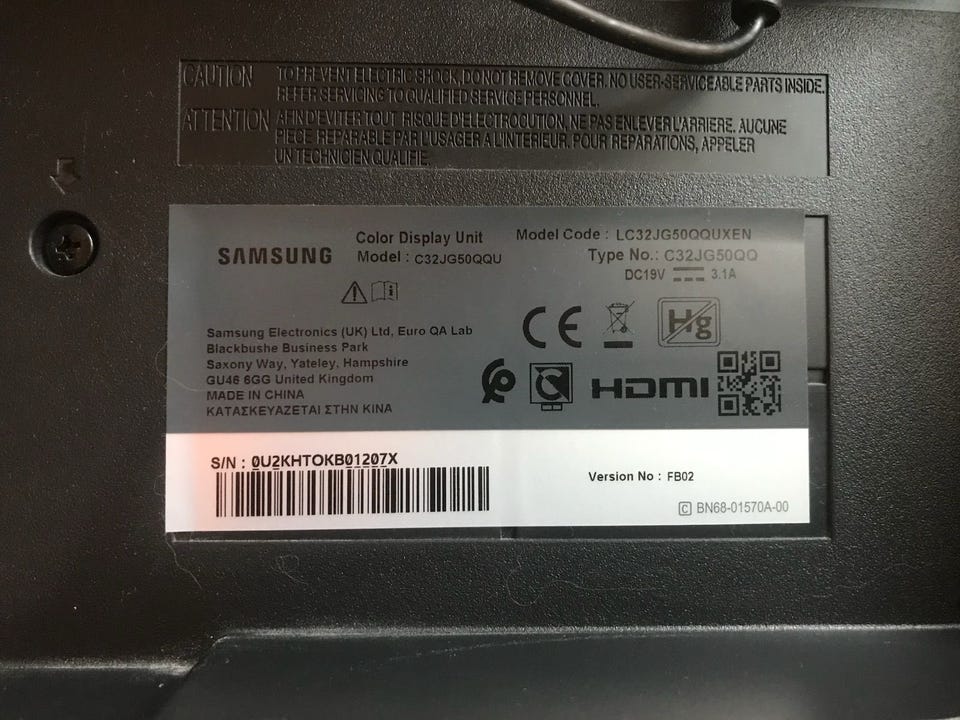 CAUTION TO PREVENT ELECTRIC SHOCK, DO NOT REMOVE COVER. NO USER-SERVICEABLE PARTS INSIDE.
REFER SERVICING TO QUALIFIED SERVICE PERSONNEL.
ATTENTION AFIN D'EVITER TOUT RISQUE D'ELECTROCUTION, NE PAS ENLEVER L'ARRIERE. AUCUNE
PIECE REPARABLE PAR L'USAGER A L'INTERIEUR. POUR REPARATIONS, APPELER
UN TECHNICIEN QUALIFIE.
SAMSUNG
Color Display Unit
Model : C32JG50QQU
Model Code : LC32JG50QQUXEN
Type No.: C32JG50QQ
DC19V 3.1A
Samsung Electronics (UK) Ltd, Euro QA Lab
Blackbushe Business Park
Saxony Way, Yateley, Hampshire
GU46 6GG United Kingdom
MADE IN CHINA
ΚΑΤΑΣΚΕΥΑΖΕΤΑΙ ΣΤΗΝ ΚΙΝΑ
CE
Hg
HDMI
S/N : 0U2KHTOKB01207X
Version No : FB02
C BN68-01570A-00